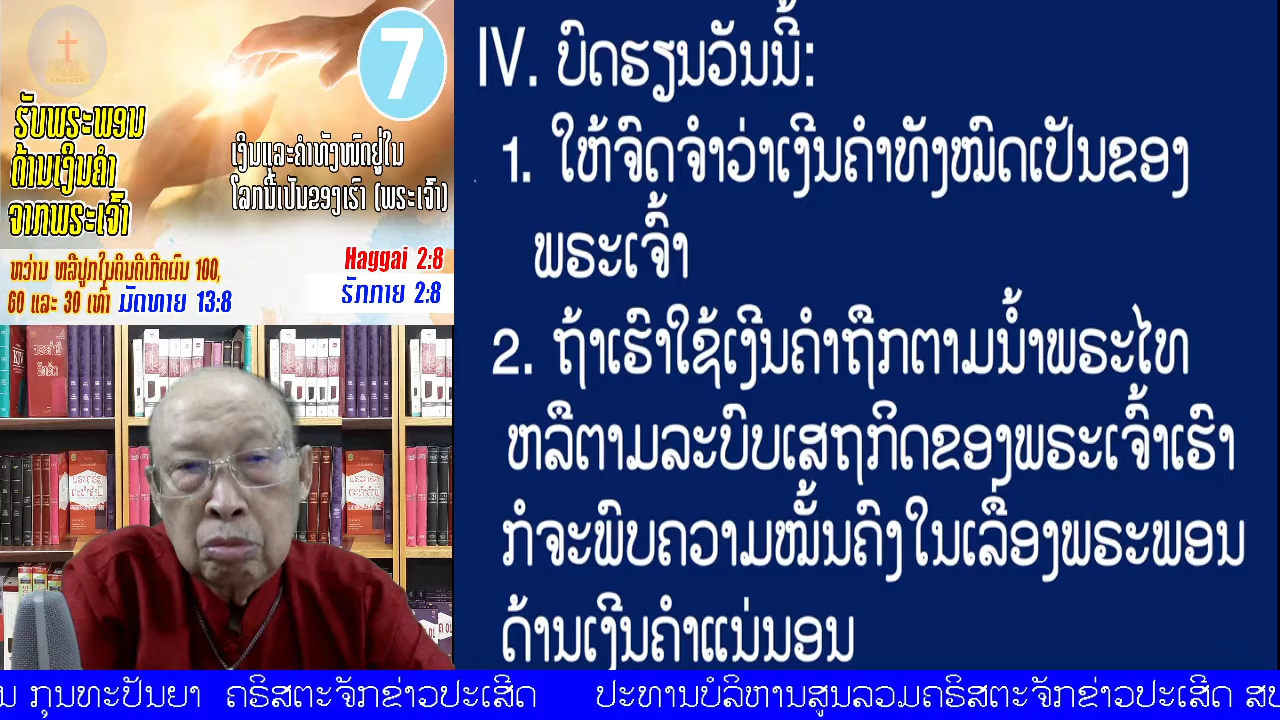 7
ຮັບພຣະພອນ
ດ້ານເງິນຄຳ
ຈາກພຣະເຈົ້າ
ເງິນແລະຄຳທັງໝົດຢູ່ໃນ
ໂລກນີ້ເປັນຂອງເຮົາ (ພຣະເຈົ້າ)
Haggai 2:8
ຮັກກາຍ 2:8
ຫວ່ານ ຫລືປູກໃນດິນດີເກີດຜົນ 100,
60 ແລະ 30 ເທົ່າ ມັດທາຍ 13:8
IV. ບົດຮຽນວັນນີ້:
1. ໃຫ້ຈົດຈຳວ່າເງີນຄຳທັງໝົດເປັນຂອງ
ພຣະເຈົ້າ
2. ຖ້າເຮົາໃຊ້ເງີນຄຳຖືກຕາມນ້ຳພຣະໄທ
ຫລືຕາມລະບົບເສຖກິດຂອງພຣະເຈົ້າເຮົາ
ກໍຈະພົບຄວາມໝັ້ນຄົງໃນເລື່ອງພຣະພອນ
ດ້ານເງີນຄຳແນ່ນອນ
ນ ກຸນທະປັນຍາ ຄຣິສຕະຈັກຂ່າວປະເສີດ ປະທານບໍລິຫານສູນລວມຄຣິສຕະຈັກຂ່າວປະເສີດ ສປ